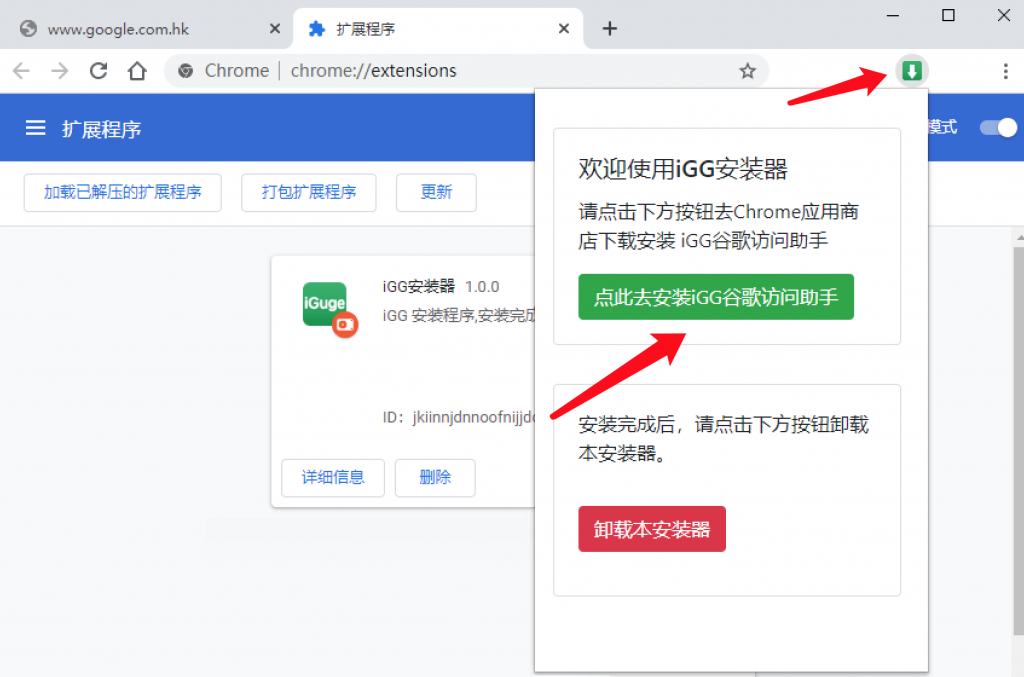 www.google.com.hk
扩展程序
Chrome
chrome://extensions
扩展程序
模式
加载已解压的扩展程序
打包扩展程序
更新
iGuge
iGG安装器 1.0.0
iGG 安装程序,安装完成
ID：jkiinnjdnnoofnijjd
详细信息
删除
欢迎使用iGG安装器
请点击下方按钮去Chrome应用商
店下载安装 iGG谷歌访问助手
点此去安装iGG谷歌访问助手
安装完成后，请点击下方按钮卸载
本安装器。
卸载本安装器